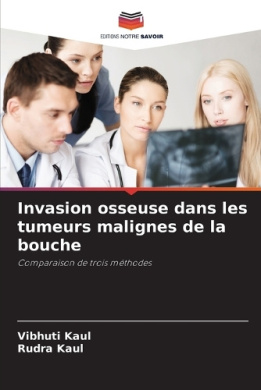 EDITIONS NOTRE SAVOIR
Invasion osseuse dans les
tumeurs malignes de la
bouche
Comparaison de trois méthodes
Vibhuti Kaul
Rudra Kaul